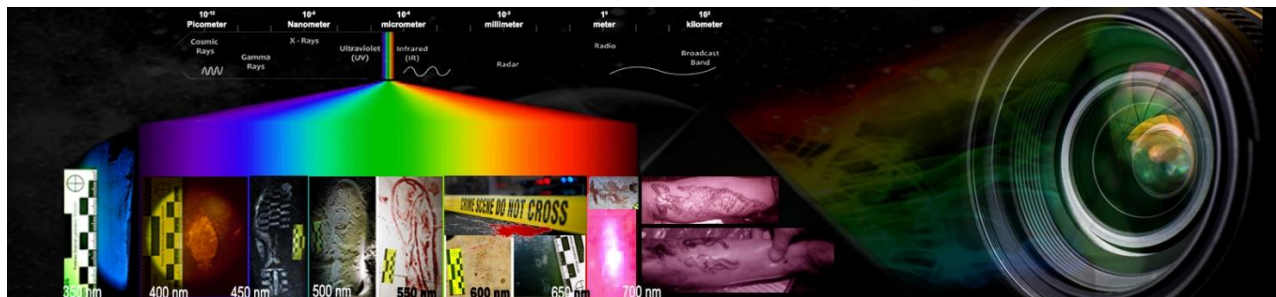 10⁻¹² 10⁻⁹ 10⁻⁶ 10⁻³ 1⁰ 10³
Picometer Nanometer micrometer millimeter meter kilometer
Cosmic
Rays
Gamma
Rays
X - Rays
Ultraviolet
(UV)
Infrared
(IR)
Radar
Radio
Broadcast
Band
CRIME SCENE DO NOT CROSS
350 nm 400 nm 450 nm 500 nm 550 nm 600 nm 650 nm 700 nm